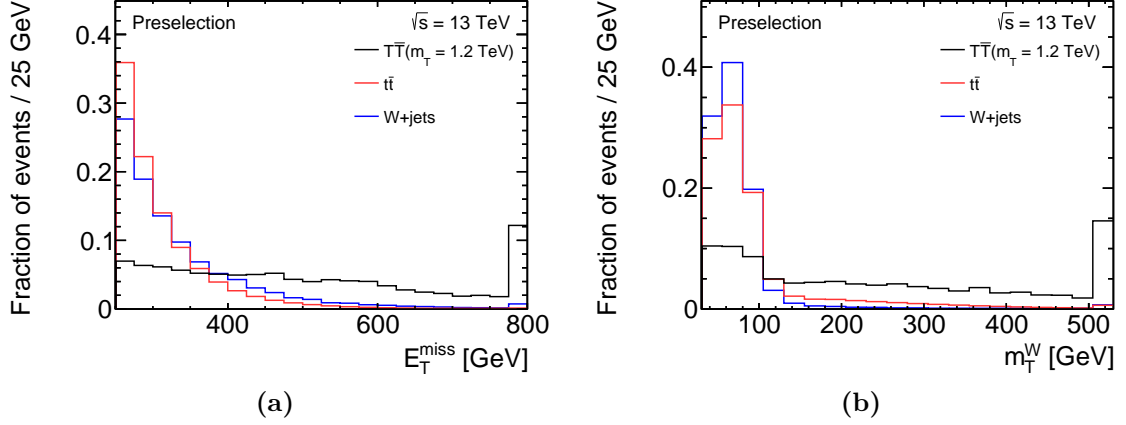 Fraction of events / 25 GeV
0.4
0.3
0.2
0.1
0
Preselection
√s = 13 TeV
TT̅(m_T = 1.2 TeV)
tt̅
W+jets
400
600
800
E_T^miss [GeV]
(a)
Fraction of events / 25 GeV
0.4
0.2
0
Preselection
√s = 13 TeV
TT̅(m_T = 1.2 TeV)
tt̅
W+jets
100
200
300
400
500
m_T^W [GeV]
(b)